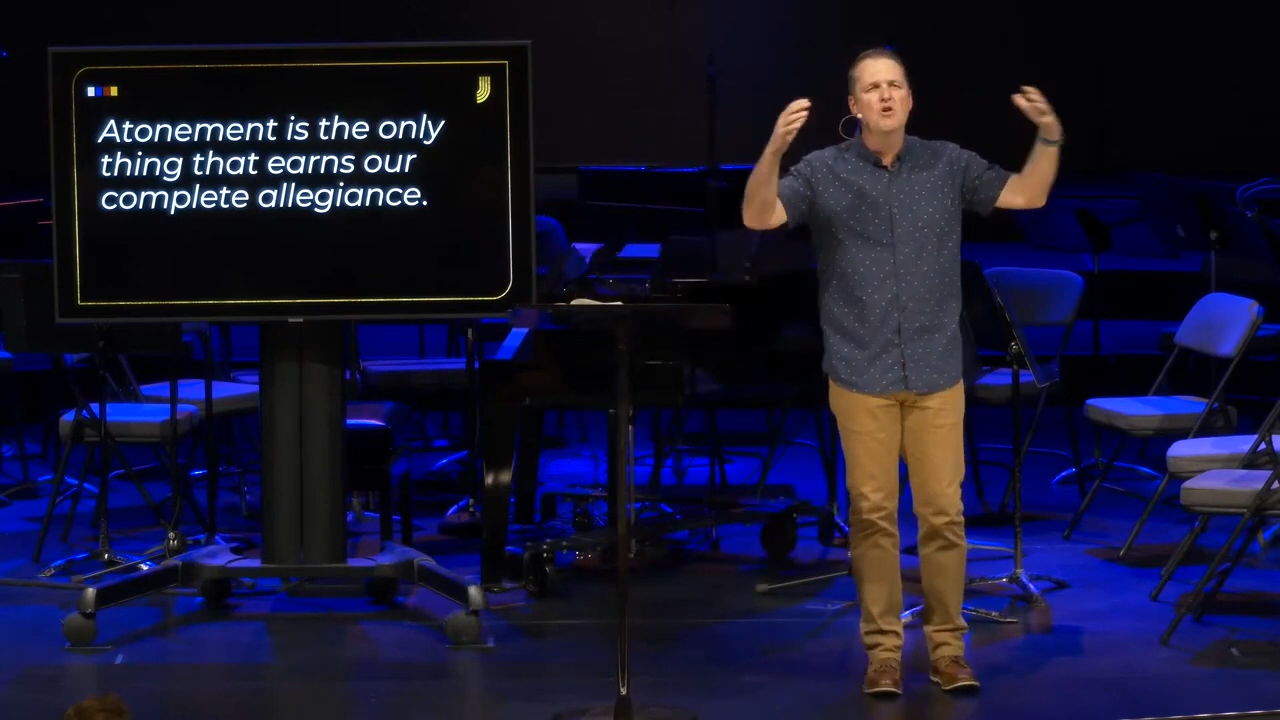 Atonement is the only
thing that earns our
complete allegiance.